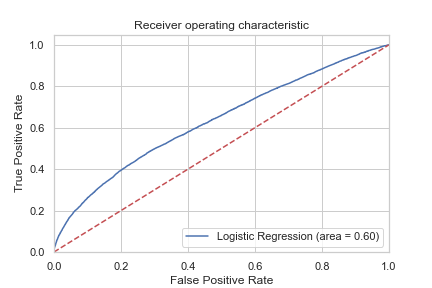 Receiver operating characteristic
1.0
0.8
0.6
0.4
0.2
0.0
True Positive Rate
Logistic Regression (area = 0.60)
0.0 0.2 0.4 0.6 0.8 1.0
False Positive Rate